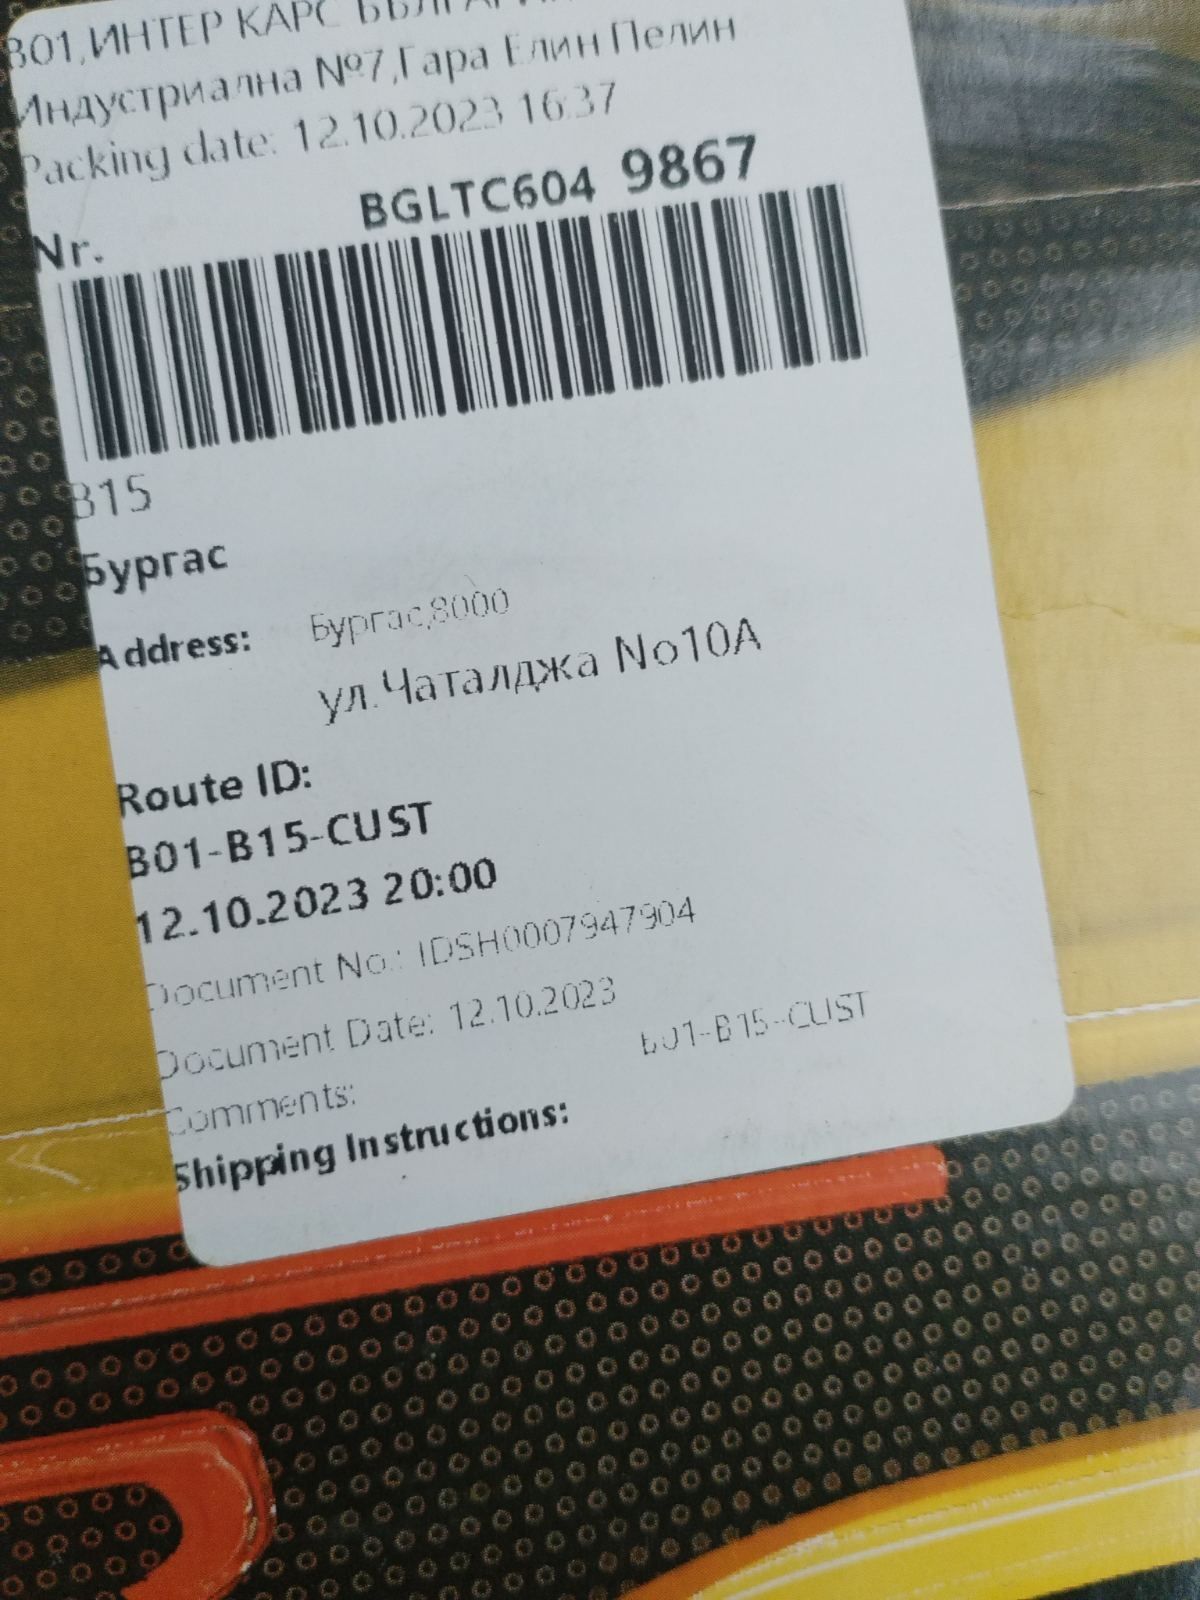 B01,ИНТЕР КАРС БЪЛГАРИЯ
Индустриална №7,Гара Елин Пелин
Packing date: 12.10.2023 16:37
Nr. BGLTC604 9867
B15
Бургас
Address: Бургас,8000
ул.Чаталджа No10A
Route ID:
B01-B15-CUST
12.10.2023 20:00
Document No.: IDSH0007947904
Document Date: 12.10.2023
B01-B15-CUST
Comments:
Shipping Instructions: